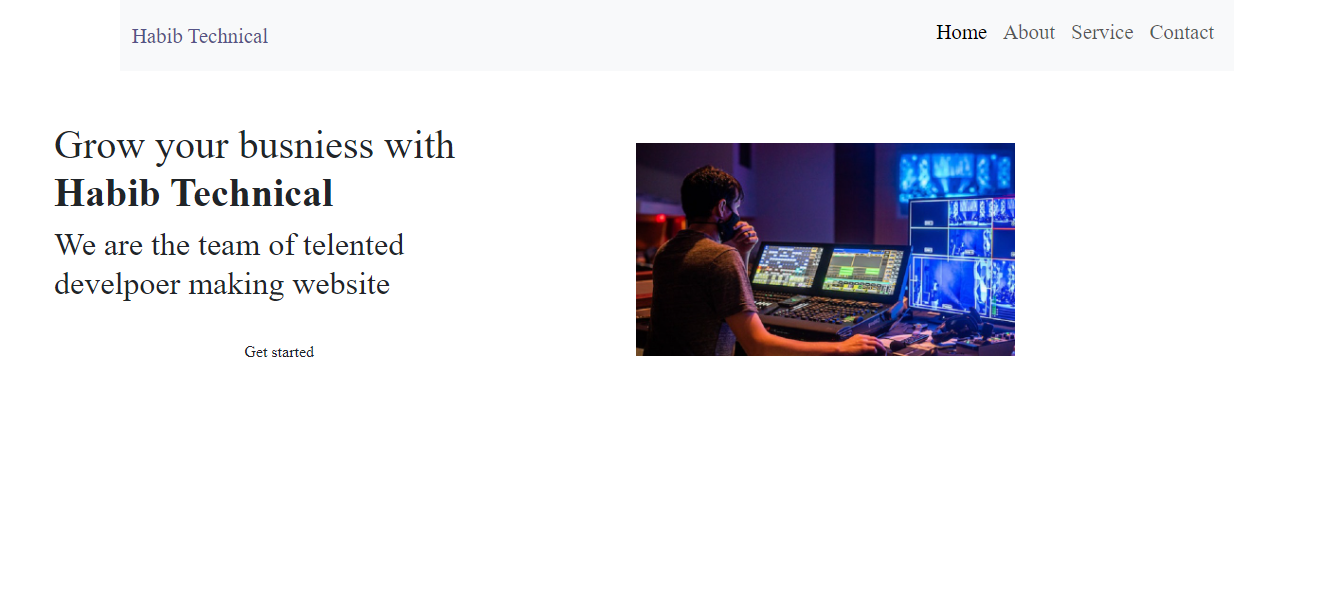 Habib Technical
Home About Service Contact
Grow your busniess with
Habib Technical
We are the team of telented
develpoer making website
Get started